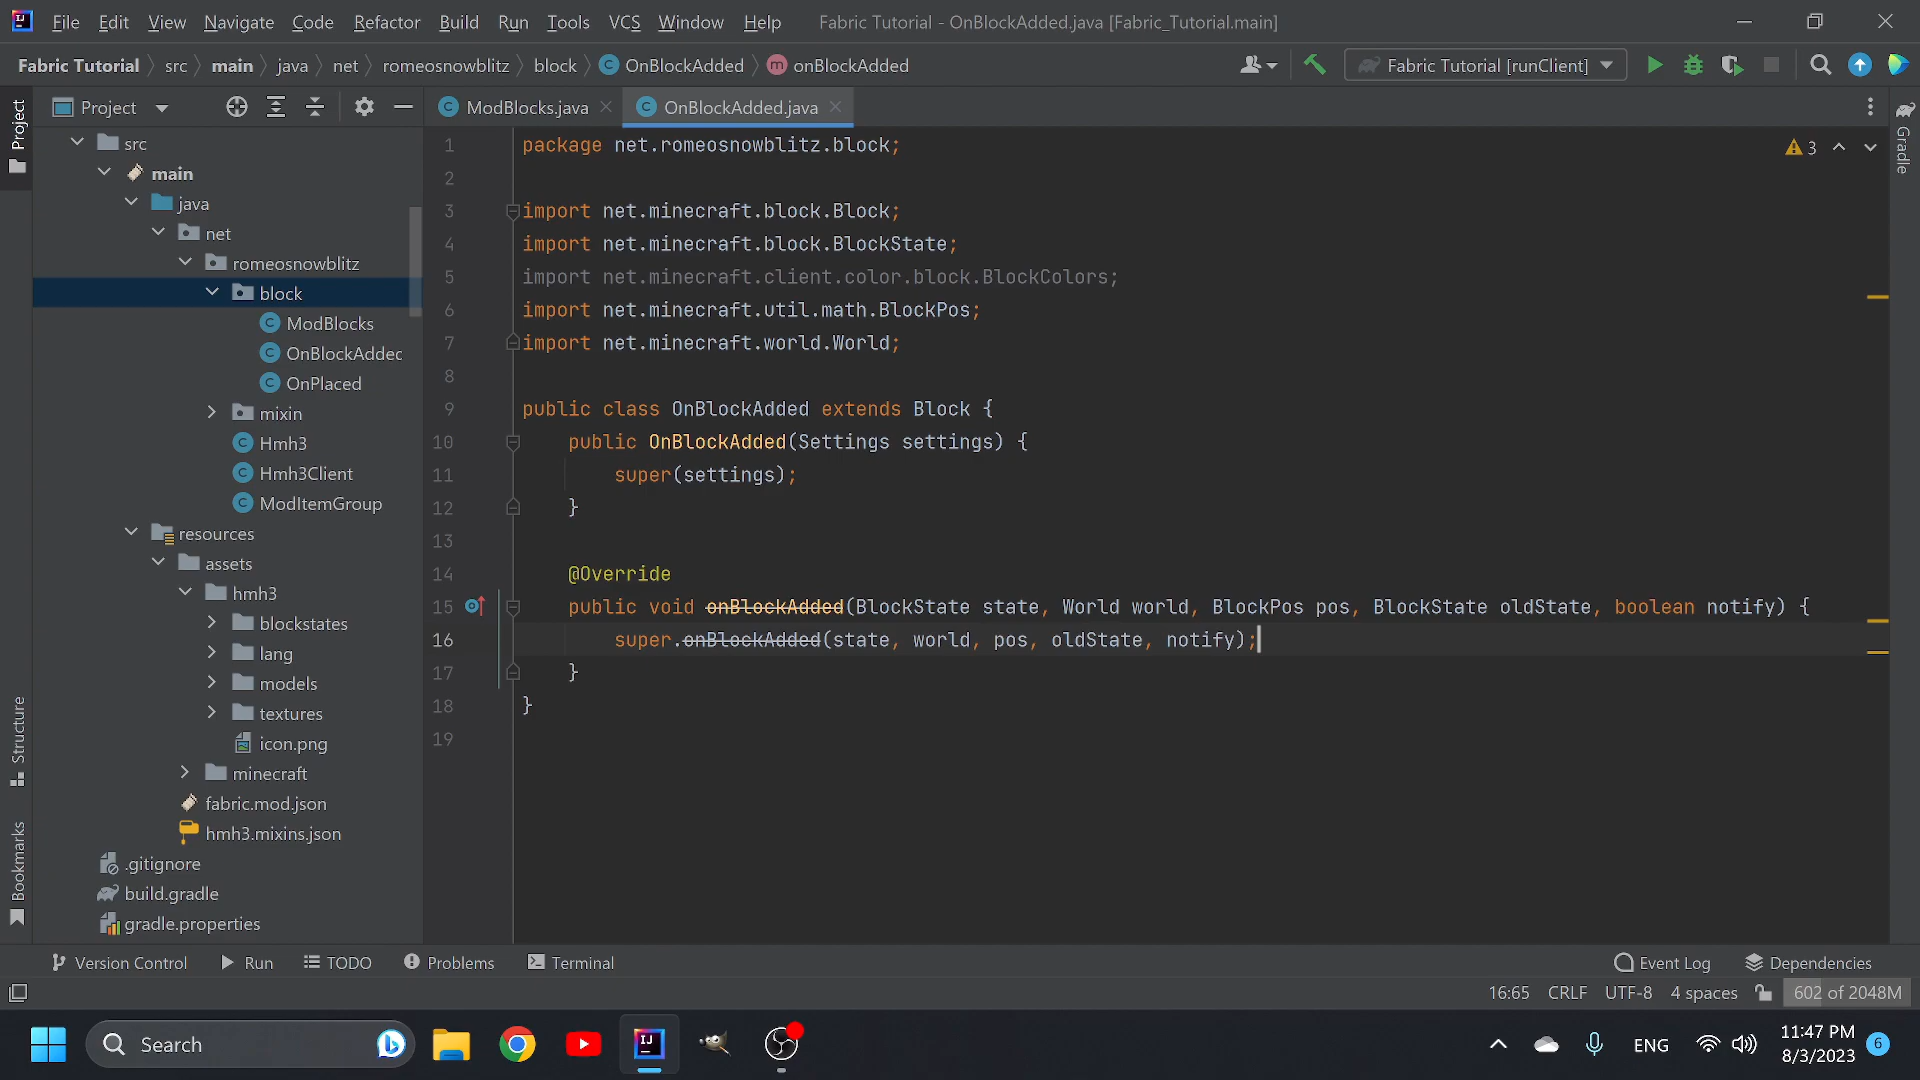 File Edit View Navigate Code Refactor Build Run Tools VCS Window Help Fabric Tutorial - OnBlockAdded.java [Fabric_Tutorial.main]
Fabric Tutorial src main java net romeosnowblitz block OnBlockAdded onBlockAdded Fabric Tutorial [runClient]
Project
Project
ModBlocks.java
OnBlockAdded.java
Gradle
src
main
java
net
romeosnowblitz
block
ModBlocks
OnBlockAdded
OnPlaced
mixin
Hmh3
Hmh3Client
ModItemGroup
resources
assets
hmh3
blockstates
lang
models
textures
icon.png
minecraft
fabric.mod.json
hmh3.mixins.json
.gitignore
build.gradle
gradle.properties
Structure
Bookmarks
3
1 package net.romeosnowblitz.block;
2
3 import net.minecraft.block.Block;
4 import net.minecraft.block.BlockState;
5 import net.minecraft.client.color.block.BlockColors;
6 import net.minecraft.util.math.BlockPos;
7 import net.minecraft.world.World;
8
9 public class OnBlockAdded extends Block {
10 public OnBlockAdded(Settings settings) {
11 super(settings);
12 }
13
14 @Override
15 public void onBlockAdded(BlockState state, World world, BlockPos pos, BlockState oldState, boolean notify) {
16 super.onBlockAdded(state, world, pos, oldState, notify);
17 }
18 }
19
Version Control Run TODO Problems Terminal Event Log Dependencies
16:65 CRLF UTF-8 4 spaces 602 of 2048M
Search
IJ
ENG
11:47 PM
8/3/2023
6